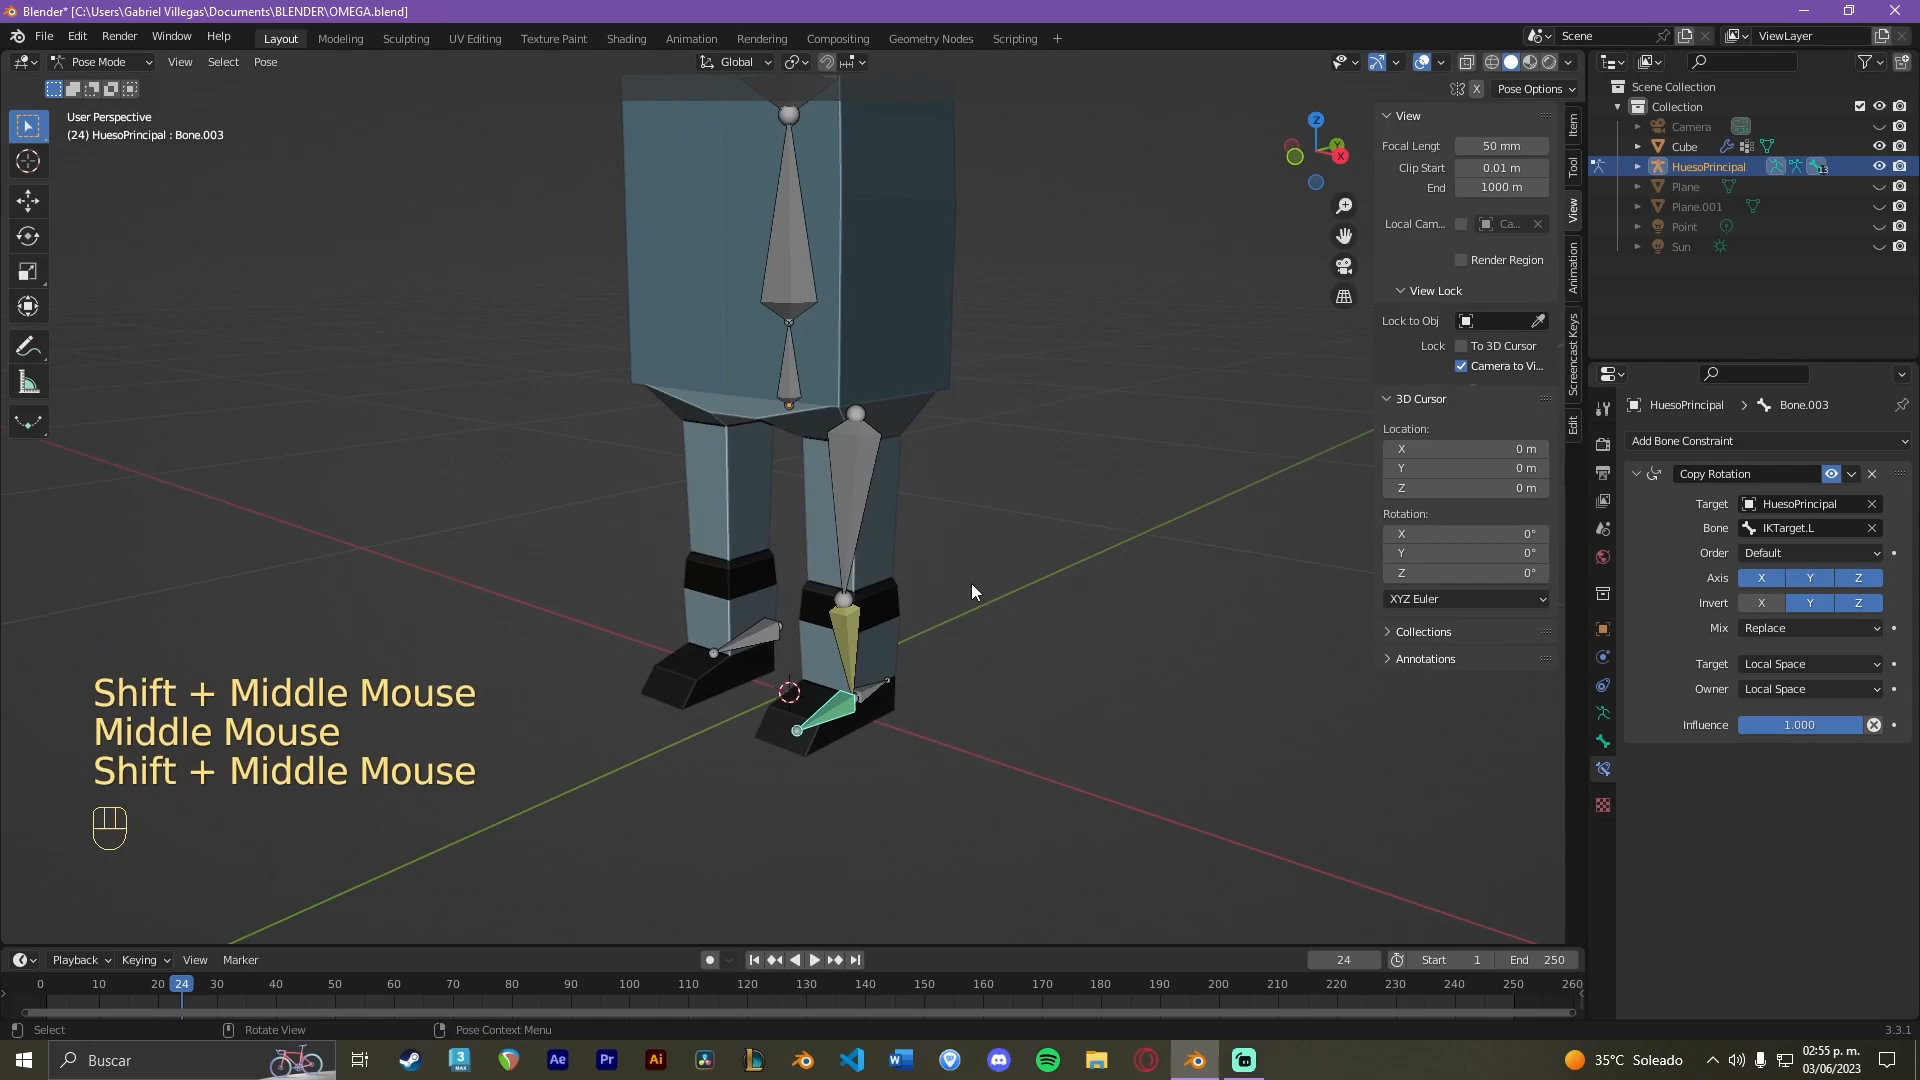 Blender* [C:\Users\Gabriel Villegas\Documents\BLENDER\OMEGA.blend]
File Edit Render Window Help Layout Modeling Sculpting UV Editing Texture Paint Shading Animation Rendering Compositing Geometry Nodes Scripting + Scene ViewLayer
Pose Mode View Select Pose Global
X Pose Options
User Perspective
(24) HuesoPrincipal : Bone.003
Z
Y
X
View
Focal Lengt 50 mm
Clip Start 0.01 m
End 1000 m
Local Cam... Ca...
Render Region
View Lock
Lock to Obj
Lock To 3D Cursor
Camera to Vi...
3D Cursor
Location:
X 0 m
Y 0 m
Z 0 m
Rotation:
X 0°
Y 0°
Z 0°
XYZ Euler
Collections
Annotations
Item
Tool
View
Animation
Screencast Keys
Edit
Scene Collection
Collection
Camera
Cube
HuesoPrincipal 13
Plane
Plane.001
Point
Sun
HuesoPrincipal > Bone.003
Add Bone Constraint
Copy Rotation
Target HuesoPrincipal
Bone IKTarget.L
Order Default
Axis X Y Z
Invert X Y Z
Mix Replace
Target Local Space
Owner Local Space
Influence 1.000
Shift + Middle Mouse
Middle Mouse
Shift + Middle Mouse
Playback Keying View Marker 24 Start 1 End 250
0 10 20 24 30 40 50 60 70 80 90 100 110 120 130 140 150 160 170 180 190 200 210 220 230 240 250 260
Select Rotate View Pose Context Menu 3.3.1
Buscar 35°C Soleado 02:55 p. m.
03/06/2023